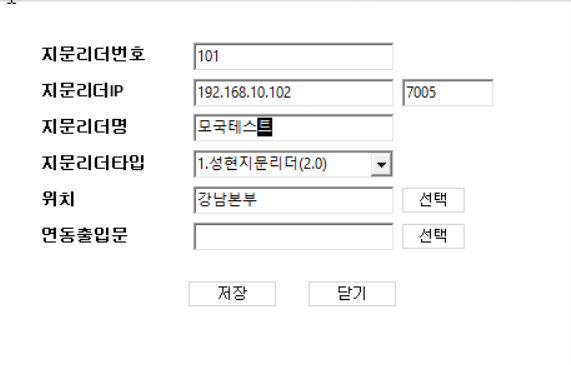 지문리더번호 101
지문리더IP 192.168.10.102 7005
지문리더명 모국테스트
지문리더타입 1.성현지문리더(2.0)
위치 강남본부 선택
연동출입문 선택
저장 닫기